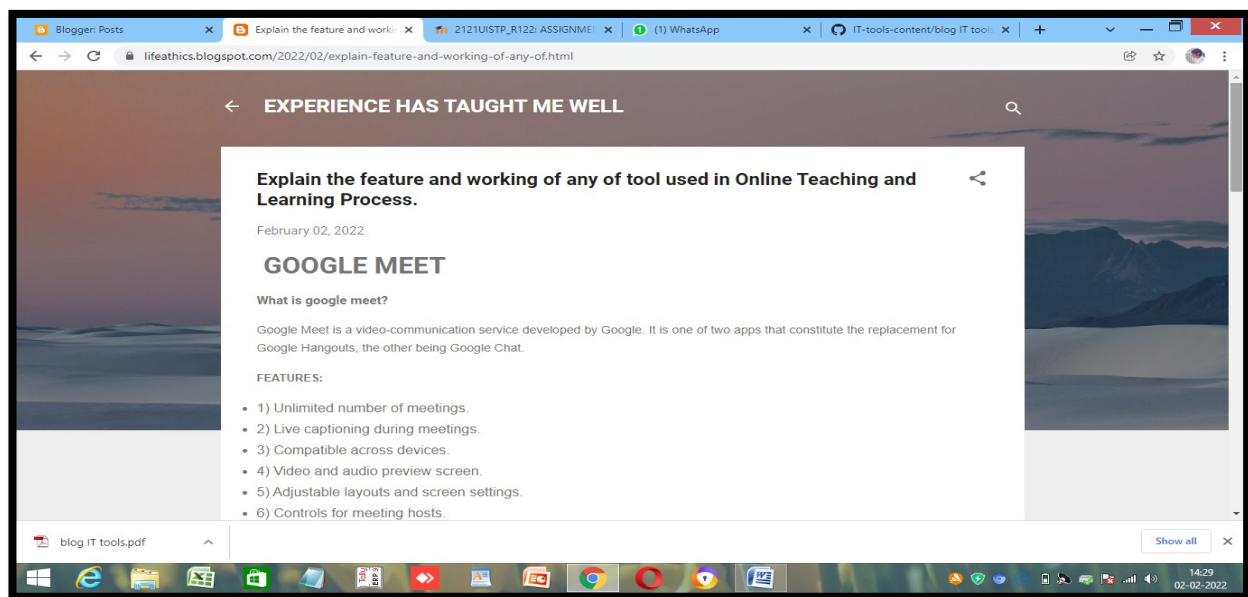 Blogger: Posts
Explain the feature and workin
2121UISTP_R122: ASSIGNME
(1) WhatsApp
IT-tools-content/blog IT tools
lifeathics.blogspot.com/2022/02/explain-feature-and-working-of-any-of.html
EXPERIENCE HAS TAUGHT ME WELL
Explain the feature and working of any of tool used in Online Teaching and
Learning Process.
February 02, 2022
GOOGLE MEET
What is google meet?
Google Meet is a video-communication service developed by Google. It is one of two apps that constitute the replacement for
Google Hangouts, the other being Google Chat.
FEATURES:
• 1) Unlimited number of meetings.
• 2) Live captioning during meetings.
• 3) Compatible across devices.
• 4) Video and audio preview screen.
• 5) Adjustable layouts and screen settings.
• 6) Controls for meeting hosts.
blog IT tools.pdf
Show all
Tally
ERP 9
14:29
02-02-2022